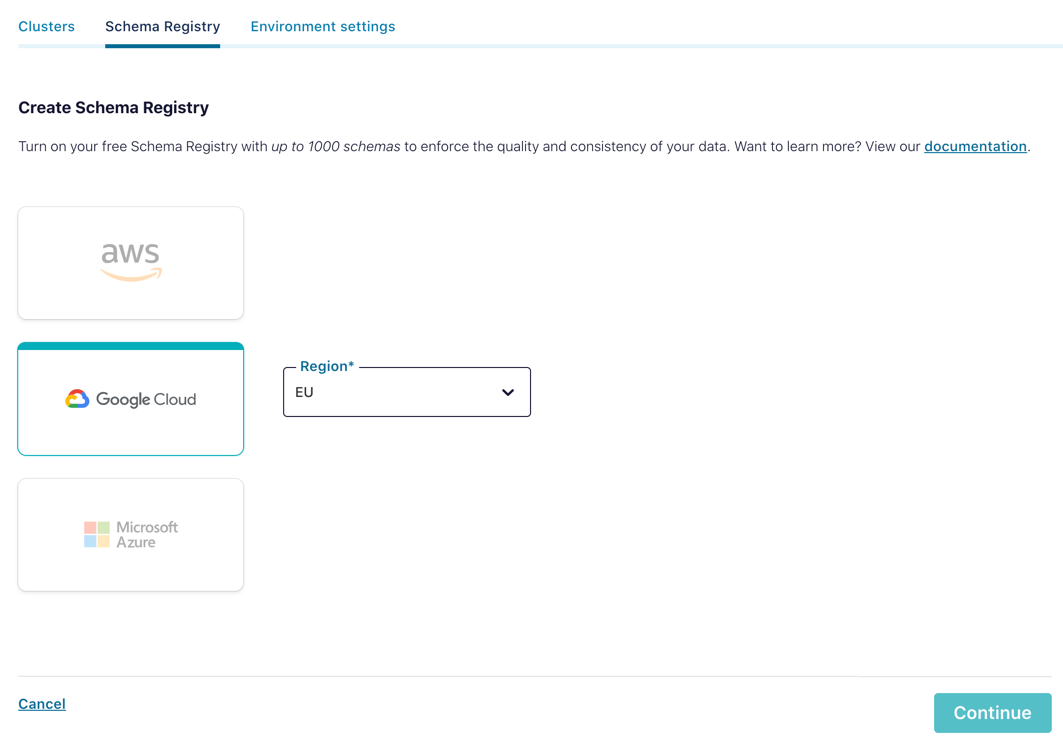 Clusters Schema Registry Environment settings
Create Schema Registry
Turn on your free Schema Registry with up to 1000 schemas to enforce the quality and consistency of your data. Want to learn more? View our documentation.
aws
Region*
EU
Google Cloud
Microsoft
Azure
Cancel
Continue